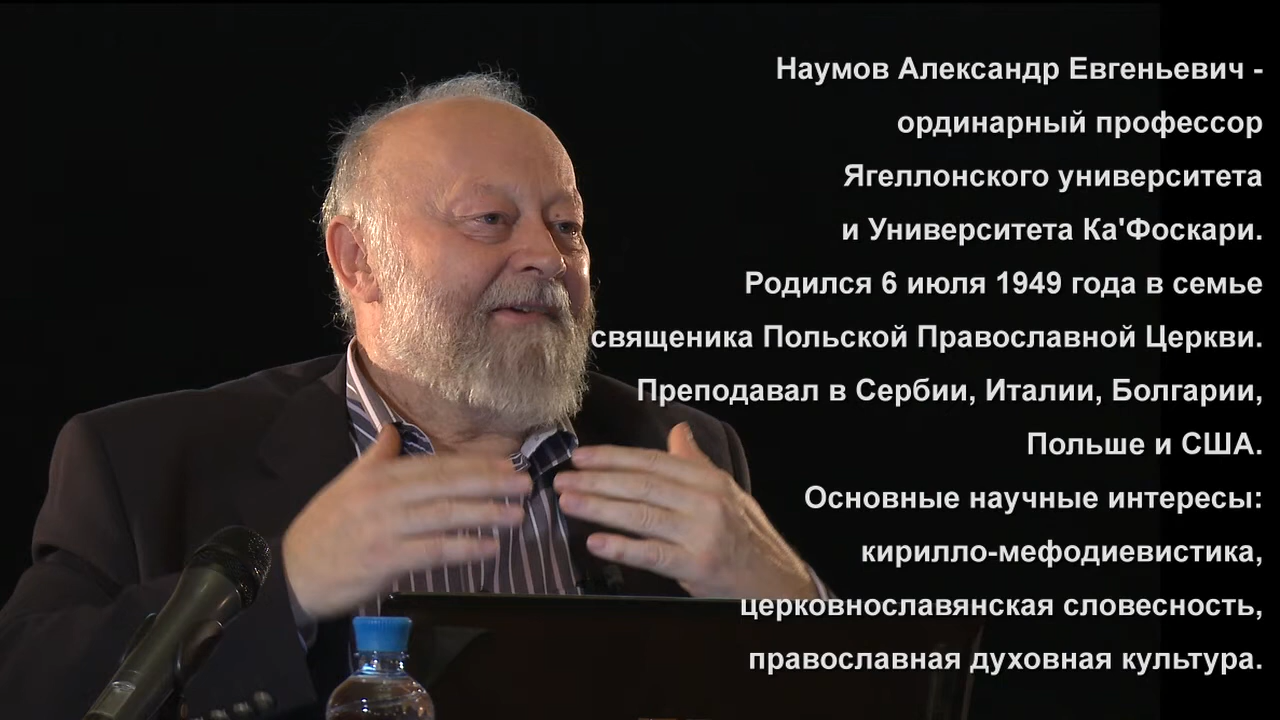 Наумов Александр Евгеньевич -
ординарный профессор
Ягеллонского университета
и Университета Ка'Фоскари.
Родился 6 июля 1949 года в семье
священика Польской Православной Церкви.
Преподавал в Сербии, Италии, Болгарии,
Польше и США.
Основные научные интересы:
кирилло-мефодиевистика,
церковнославянская словесность,
православная духовная культура.